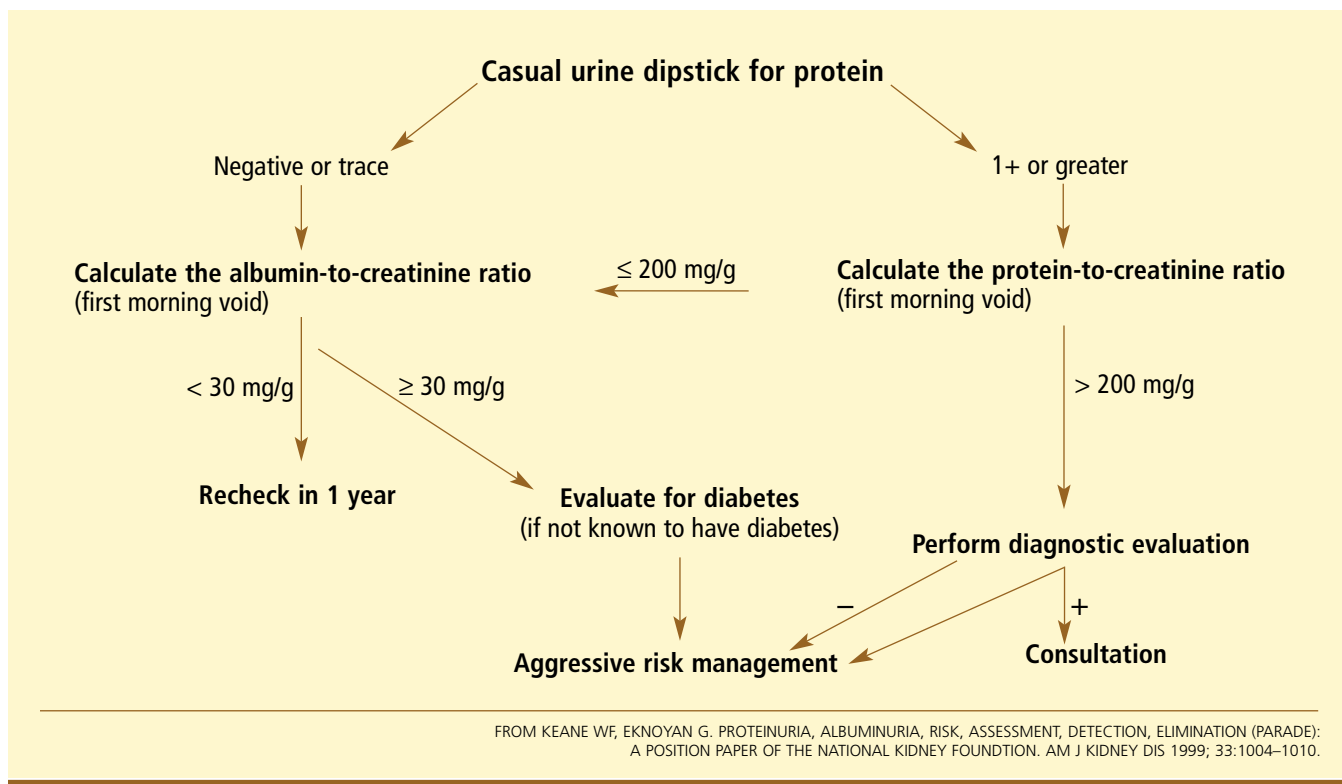 Casual urine dipstick for protein
Negative or trace
1+ or greater
Calculate the albumin-to-creatinine ratio
(first morning void)
≤ 200 mg/g
Calculate the protein-to-creatinine ratio
(first morning void)
< 30 mg/g
≥ 30 mg/g
> 200 mg/g
Recheck in 1 year
Evaluate for diabetes
(if not known to have diabetes)
Perform diagnostic evaluation
–
+
Aggressive risk management
Consultation
FROM KEANE WF, EKNOYAN G. PROTEINURIA, ALBUMINURIA, RISK, ASSESSMENT, DETECTION, ELIMINATION (PARADE):
A POSITION PAPER OF THE NATIONAL KIDNEY FOUNDTION. AM J KIDNEY DIS 1999; 33:1004–1010.